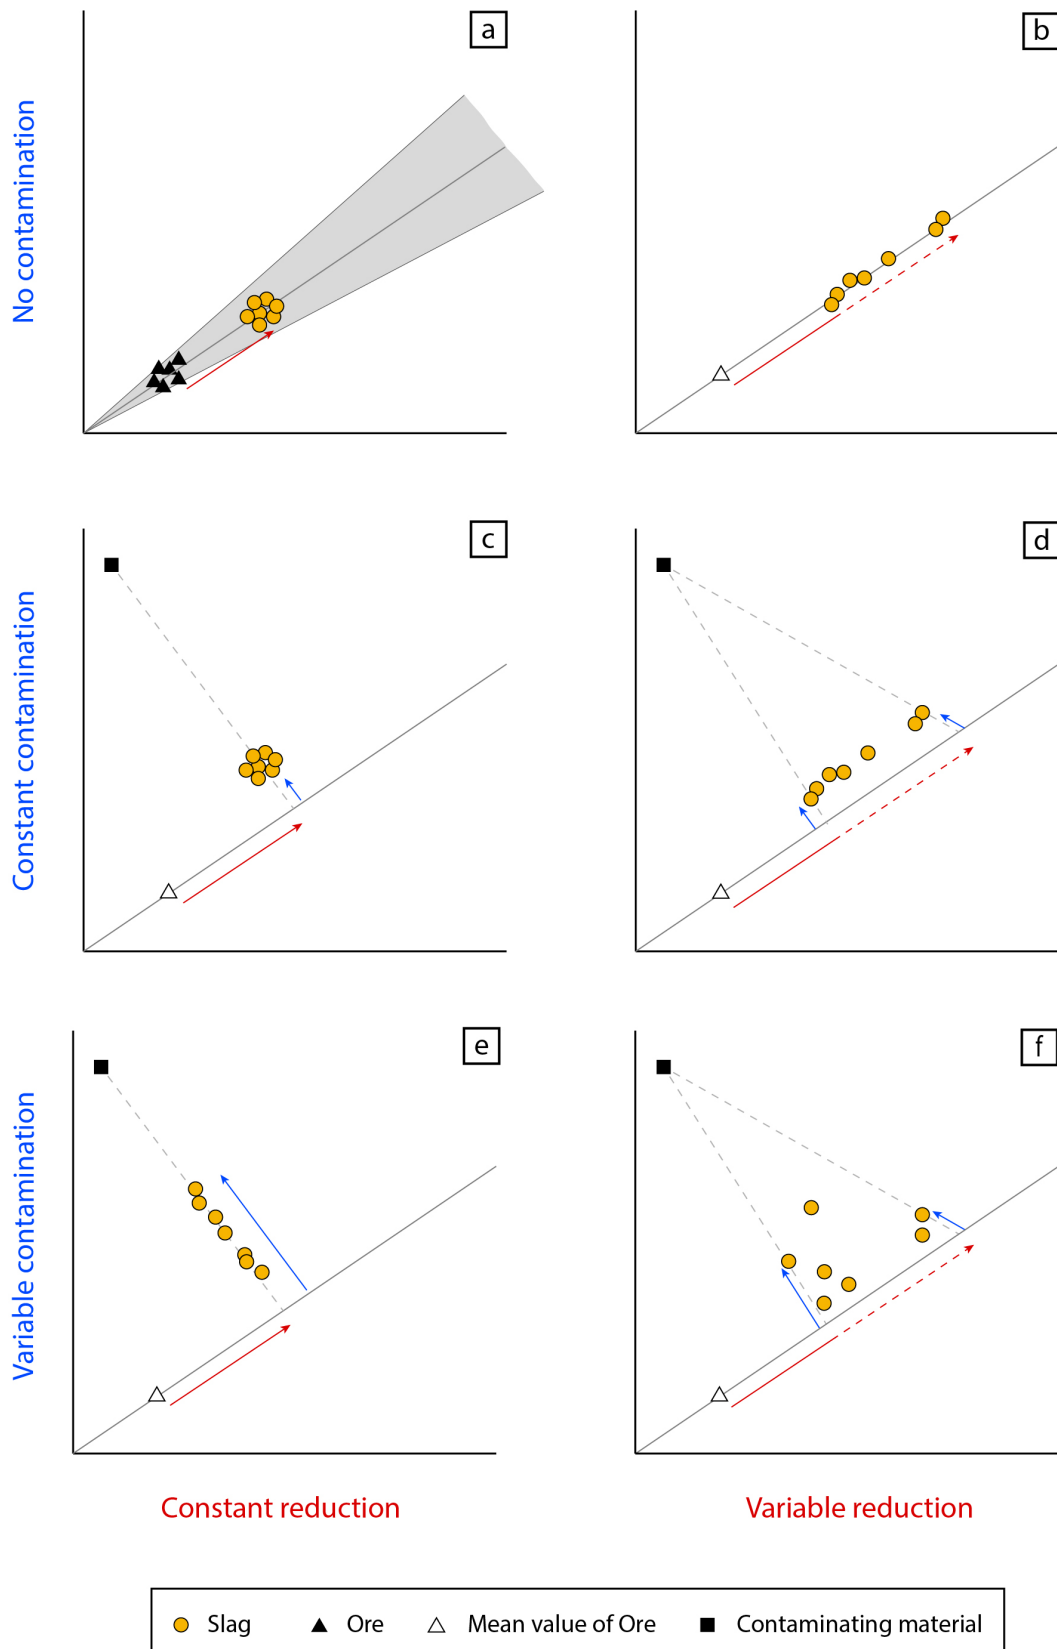 a
b
No contamination
c
d
Constant contamination
e
f
Variable contamination
Constant reduction
Variable reduction
Slag
Ore
Mean value of Ore
Contaminating material